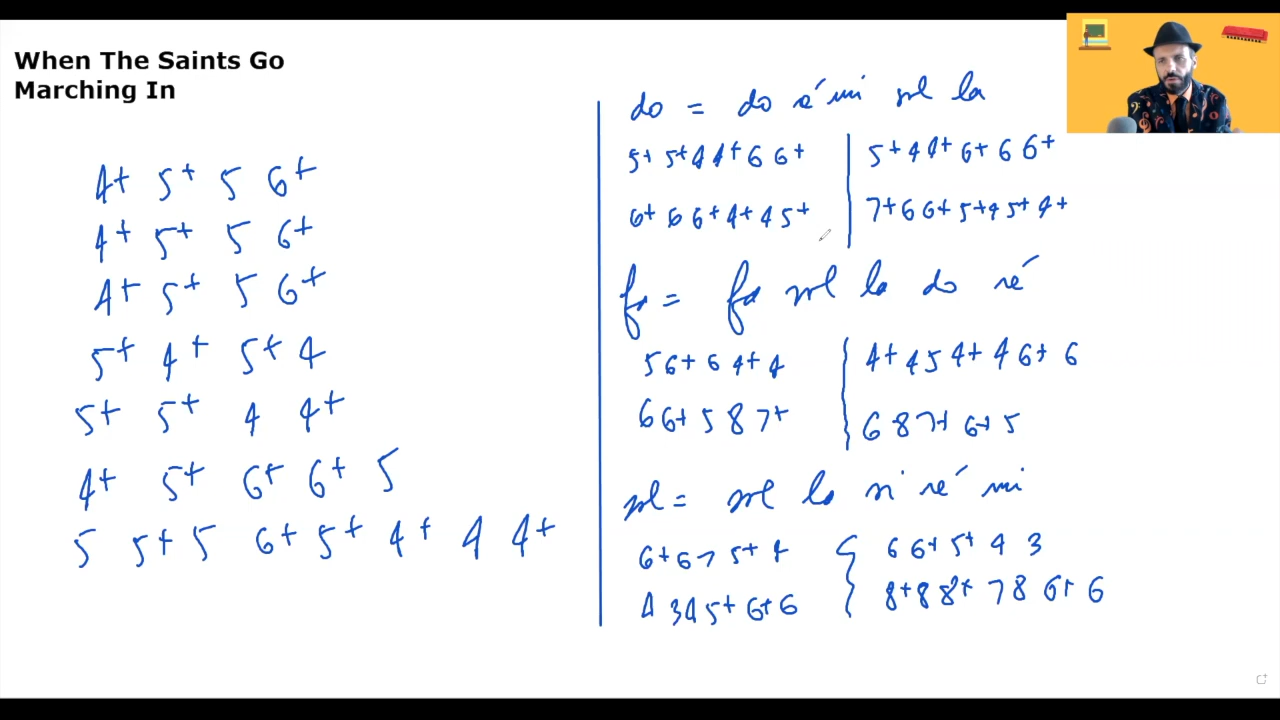 When The Saints Go
Marching In
4+ 5+ 5 6+
4+ 5+ 5 6+
4+ 5+ 5 6+
5+ 4+ 5+ 4
5+ 5+ 4 4+
4+ 5+ 6+ 6+ 5
5 5+ 5 6+ 5+ 4+ 4 4+
do = do ré mi sol la
5+ 5+ 4 4+ 6 6+
5+ 4 4+ 6+ 6 6+
6+ 6 6+ 4+ 4 5+
7+ 6 6+ 5+ 4 5+ 4+
fa = fa sol la do ré
5 6+ 6 4+ 4
4+ 4 5 4+ 4 6+ 6
6 6+ 5 8 7+
6 8 7+ 6+ 5
sol = sol la si ré mi
6+ 6 7 5+ 4
6 6+ 5+ 4 3
4 3 4 5+ 6+ 6
8+ 8 8+ 7 8 6+ 6